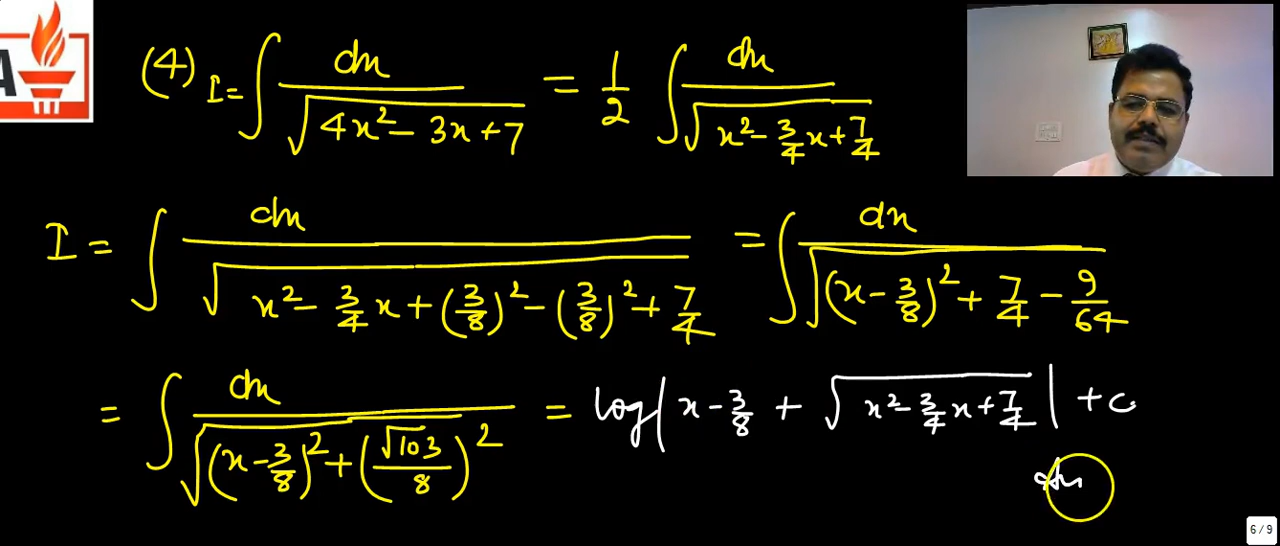 A
(4) I = ∫ dx / √(4x² - 3x + 7) = 1/2 ∫ dx / √(x² - 3/4 x + 7/4)
I = ∫ dx / √(x² - 3/4 x + (3/8)² - (3/8)² + 7/4) = ∫ dx / √((x - 3/8)² + 7/4 - 9/64)
= ∫ dx / √((x - 3/8)² + (√103/8)²) = log| x - 3/8 + √(x² - 3/4 x + 7/4) | + c
6/9